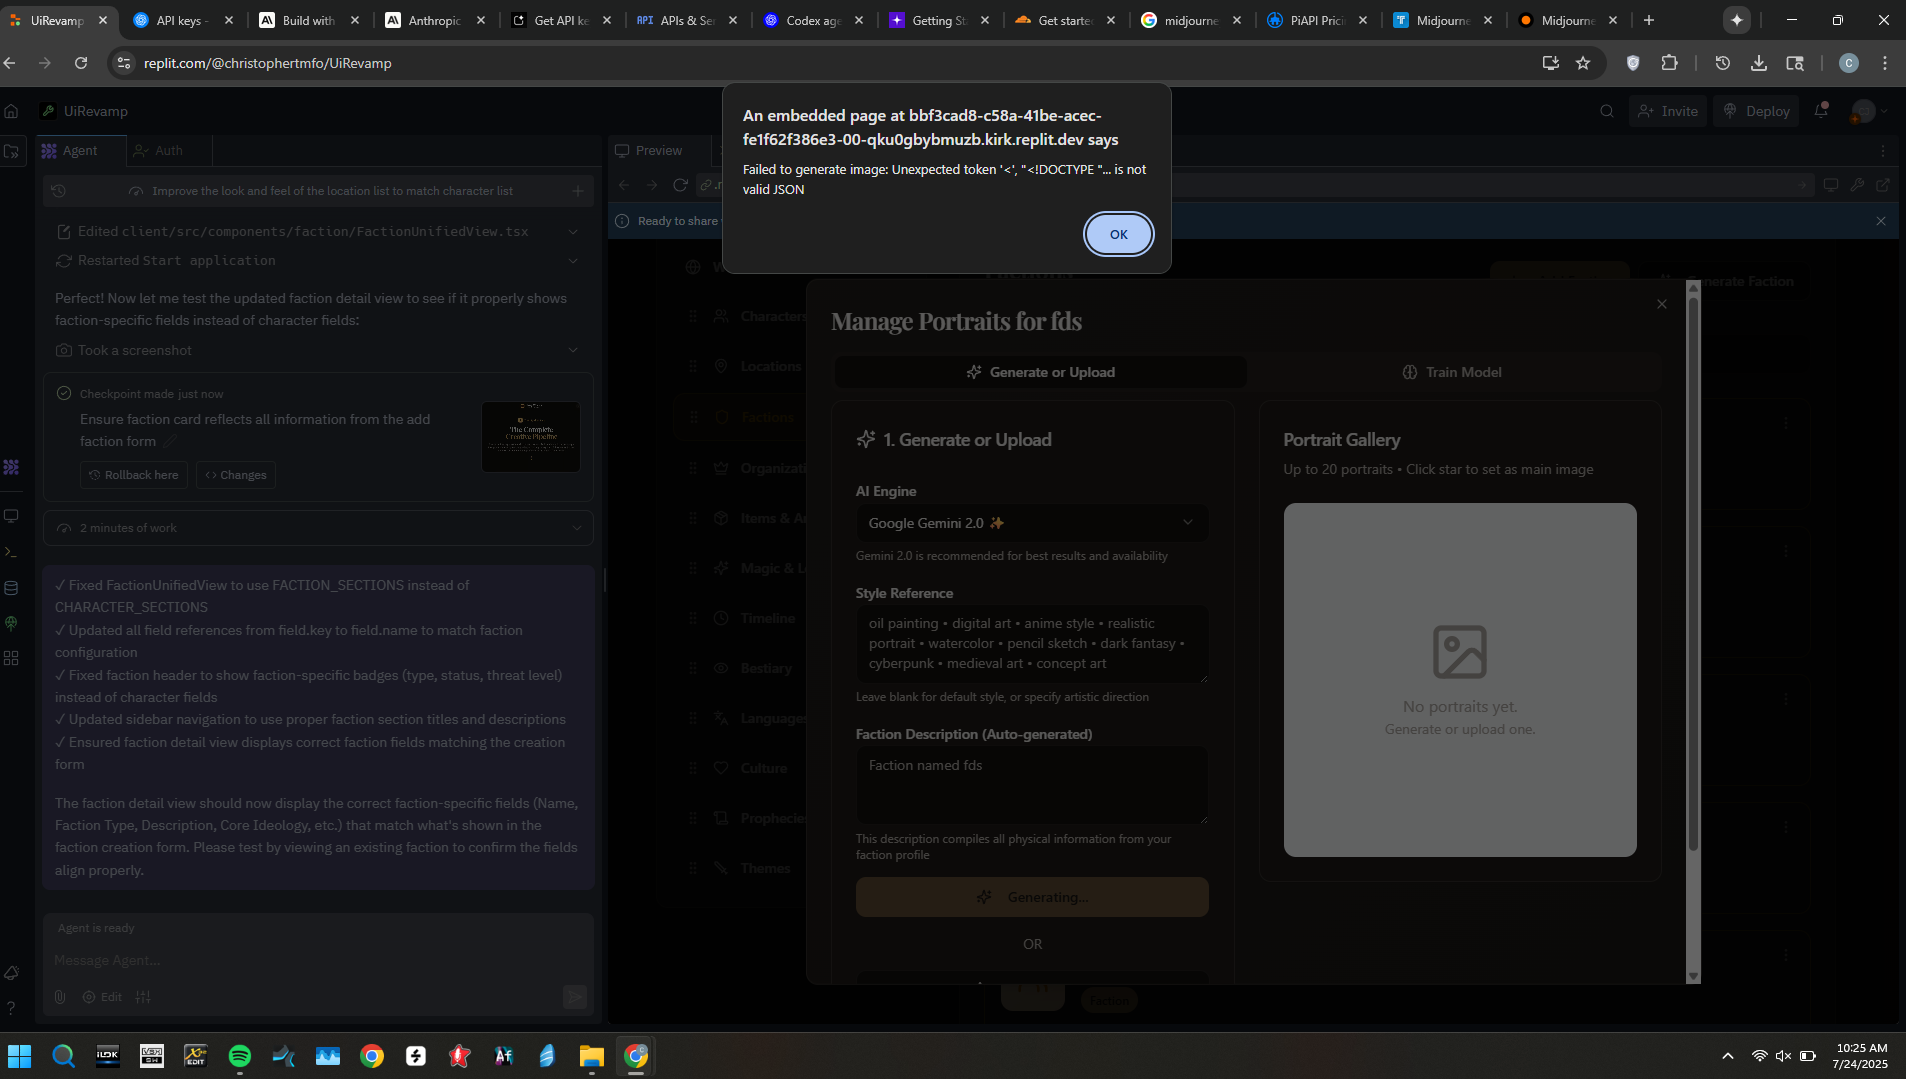 UiRevamp
API keys -
Build with
Anthropic
Get API ke
API APIs & Se
Codex age
Getting St
Get starte
midjourne
PiAPI Prici
Midjourne
Midjourne
replit.com/@christophertmfo/UiRevamp
C
UiRevamp
Invite
Deploy
Agent
Auth
Preview
Improve the look and feel of the location list to match character list
Ready to share
An embedded page at bbf3cad8-c58a-41be-acec-
fe1f62f386e3-00-qku0gbybmuzb.kirk.replit.dev says
Failed to generate image: Unexpected token '<', "<!DOCTYPE "... is not
valid JSON
OK
Edited client/src/components/faction/FactionUnifiedView.tsx
Restarted Start application
Perfect! Now let me test the updated faction detail view to see if it properly shows
faction-specific fields instead of character fields:
Took a screenshot
Checkpoint made just now
Ensure faction card reflects all information from the add
faction form
The Complete
Creative Pipeline
Rollback here
Changes
2 minutes of work
✓ Fixed FactionUnifiedView to use FACTION_SECTIONS instead of
CHARACTER_SECTIONS
✓ Updated all field references from field.key to field.name to match faction
configuration
✓ Fixed faction header to show faction-specific badges (type, status, threat level)
instead of character fields
✓ Updated sidebar navigation to use proper faction section titles and descriptions
✓ Ensured faction detail view displays correct faction fields matching the creation
form
The faction detail view should now display the correct faction-specific fields (Name,
Faction Type, Description, Core Ideology, etc.) that match what's shown in the
faction creation form. Please test by viewing an existing faction to confirm the fields
align properly.
Agent is ready
Message Agent...
Edit
Characters
Locations
Factions
Organizati
Items & Ar
Magic & L
Timeline
Bestiary
Languages
Culture
Prophecie
Themes
nerate Faction
Manage Portraits for fds
Generate or Upload
Train Model
1. Generate or Upload
AI Engine
Google Gemini 2.0 ✨
Gemini 2.0 is recommended for best results and availability
Style Reference
oil painting • digital art • anime style • realistic
portrait • watercolor • pencil sketch • dark fantasy •
cyberpunk • medieval art • concept art
Leave blank for default style, or specify artistic direction
Faction Description (Auto-generated)
Faction named fds
This description compiles all physical information from your
faction profile
Generating...
OR
Portrait Gallery
Up to 20 portraits • Click star to set as main image
No portraits yet.
Generate or upload one.
Faction
EDIT
Af
10:25 AM
7/24/2025